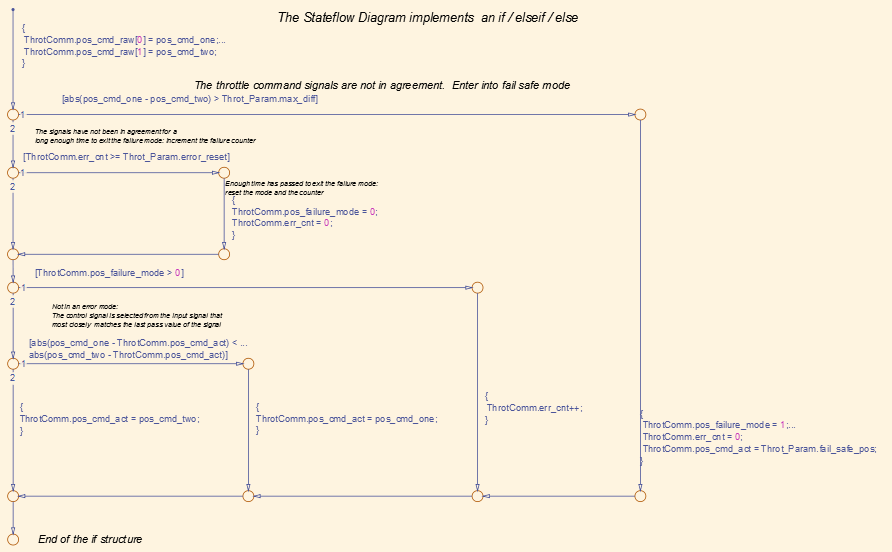 The Stateflow Diagram implements an if / elseif / else
{
ThrotComm.pos_cmd_raw[0] = pos_cmd_one;...
ThrotComm.pos_cmd_raw[1] = pos_cmd_two;
}
The throttle command signals are not in agreement. Enter into fail safe mode
[abs(pos_cmd_one - pos_cmd_two) > Throt_Param.max_diff]
1
2
The signals have not been in agreement for a
long enough time to exit the failure mode: Increment the failure counter
[ThrotComm.err_cnt >= Throt_Param.error_reset]
1
2
Enough time has passed to exit the failure mode:
reset the mode and the counter
{
ThrotComm.pos_failure_mode = 0;
ThrotComm.err_cnt = 0;
}
[ThrotComm.pos_failure_mode > 0]
1
2
Not in an error mode:
The control signal is selected from the input signal that
most closely matches the last pass value of the signal
[abs(pos_cmd_one - ThrotComm.pos_cmd_act) < ...
abs(pos_cmd_two - ThrotComm.pos_cmd_act)]
1
2
{
ThrotComm.pos_cmd_act = pos_cmd_two;
}
{
ThrotComm.pos_cmd_act = pos_cmd_one;
}
{
ThrotComm.err_cnt++;
}
{
ThrotComm.pos_failure_mode = 1;...
ThrotComm.err_cnt = 0;
ThrotComm.pos_cmd_act = Throt_Param.fail_safe_pos;
}
End of the if structure